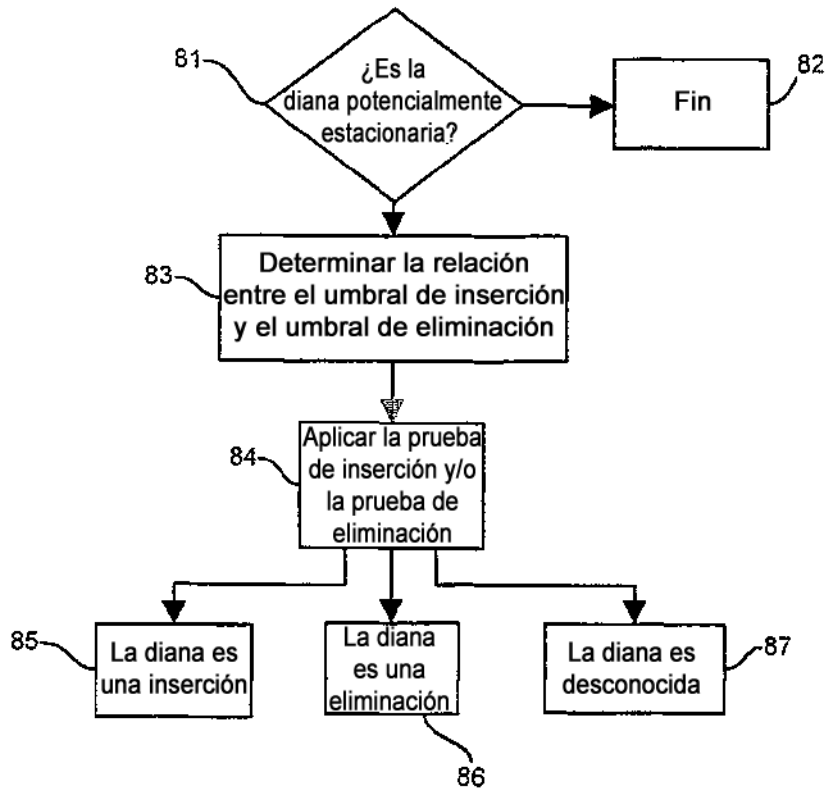 81
¿Es la
diana potencialmente
estacionaria?
82
Fin
83
Determinar la relación
entre el umbral de inserción
y el umbral de eliminación
84
Aplicar la prueba
de inserción y/o
la prueba de
eliminación
85
La diana es
una inserción
La diana
es una
eliminación
86
La diana es
desconocida
87